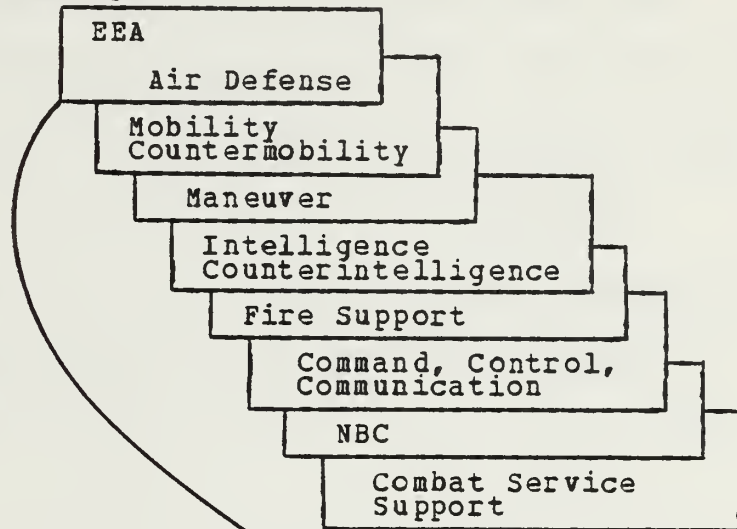 EEA
Air Defense
Mobility
Countermobility
Maneuver
Intelligence
Counterintelligence
Fire Support
Command, Control,
Communication
NBC
Combat Service
Support